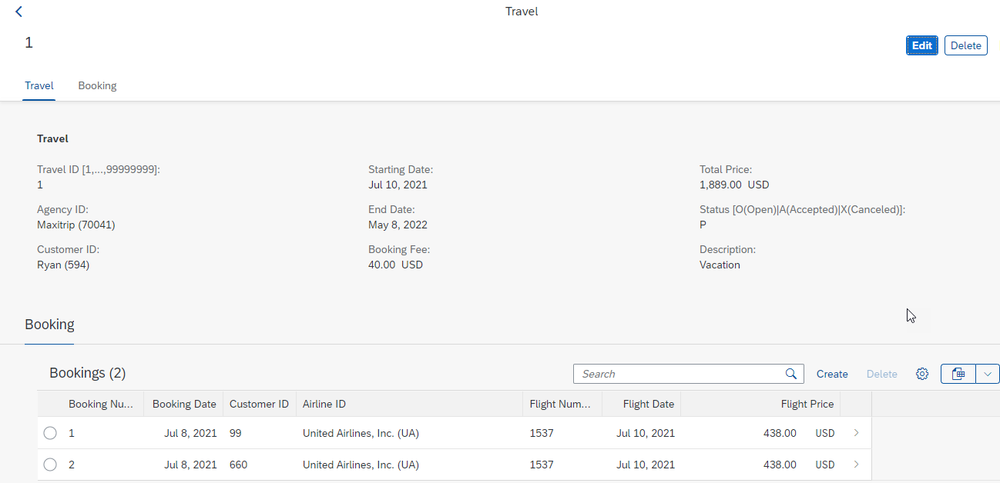 Travel
1
Edit Delete
Travel Booking
Travel
Travel ID [1,...,99999999]: Starting Date: Total Price:
1 Jul 10, 2021 1,889.00 USD
Agency ID: End Date: Status [O(Open)|A(Accepted)|X(Canceled)]:
Maxitrip (70041) May 8, 2022 P
Customer ID: Booking Fee: Description:
Ryan (594) 40.00 USD Vacation
Booking
Bookings (2) Search Create Delete
Booking Nu... Booking Date Customer ID Airline ID Flight Num... Flight Date Flight Price
1 Jul 8, 2021 99 United Airlines, Inc. (UA) 1537 Jul 10, 2021 438.00 USD
2 Jul 8, 2021 660 United Airlines, Inc. (UA) 1537 Jul 10, 2021 438.00 USD